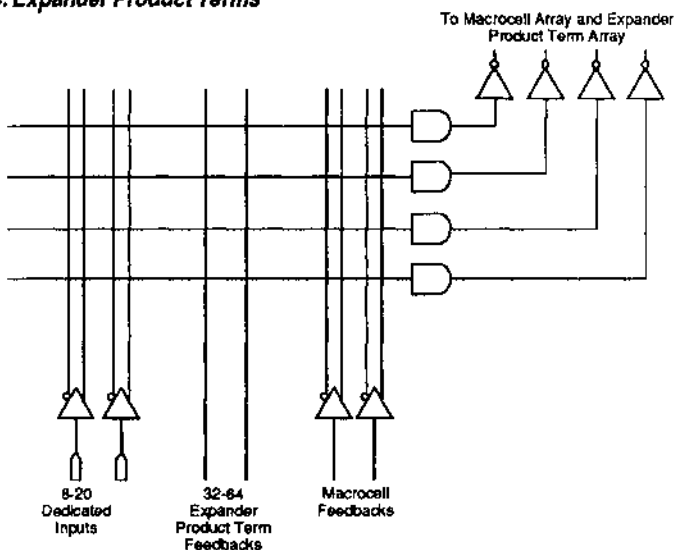 . Expander Product Terms
To Macrocell Array and Expander
Product Term Array
8-20
Dedicated
Inputs
32-64
Expander
Product Term
Feedbacks
Macrocell
Feedbacks